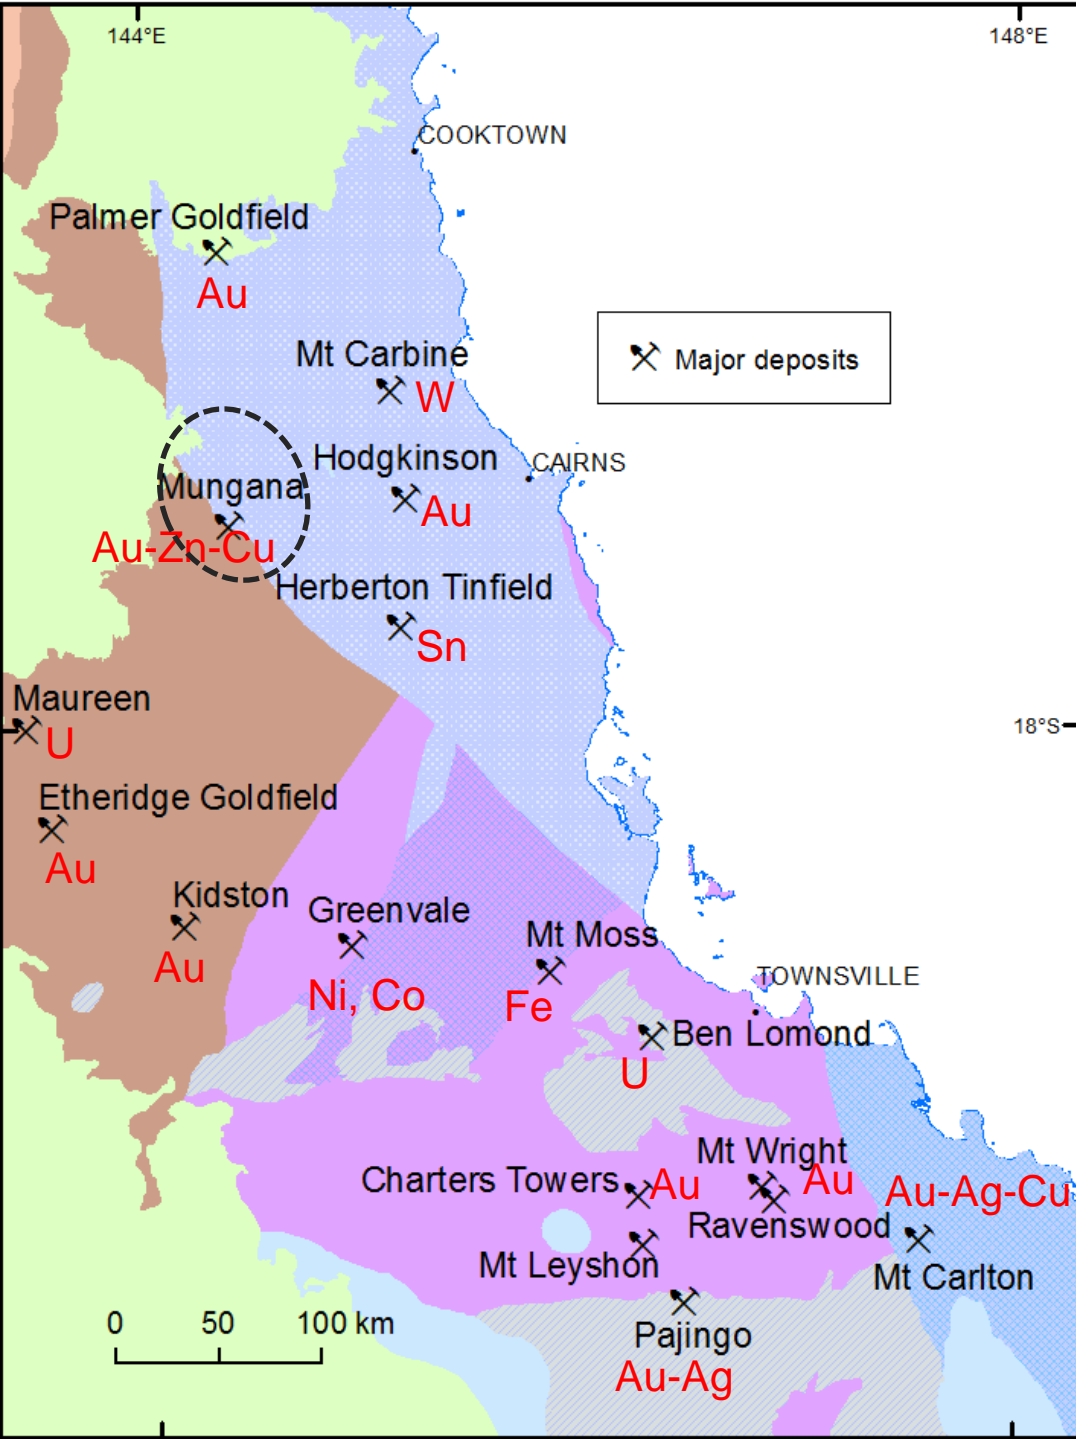 144°E
148°E
COOKTOWN
Palmer Goldfield
Au
Mt Carbine
W
Major deposits
Hodgkinson
Au
CAIRNS
Mungana
Au-Zn-Cu
Herberton Tinfield
Sn
Maureen
U
18°S
Etheridge Goldfield
Au
Kidston
Au
Greenvale
Ni, Co
Mt Moss
Fe
TOWNSVILLE
Ben Lomond
U
Mt Wright
Charters Towers
Au
Au
Au-Ag-Cu
Ravenswood
Mt Leyshon
Mt Carlton
0 50 100 km
Pajingo
Au-Ag